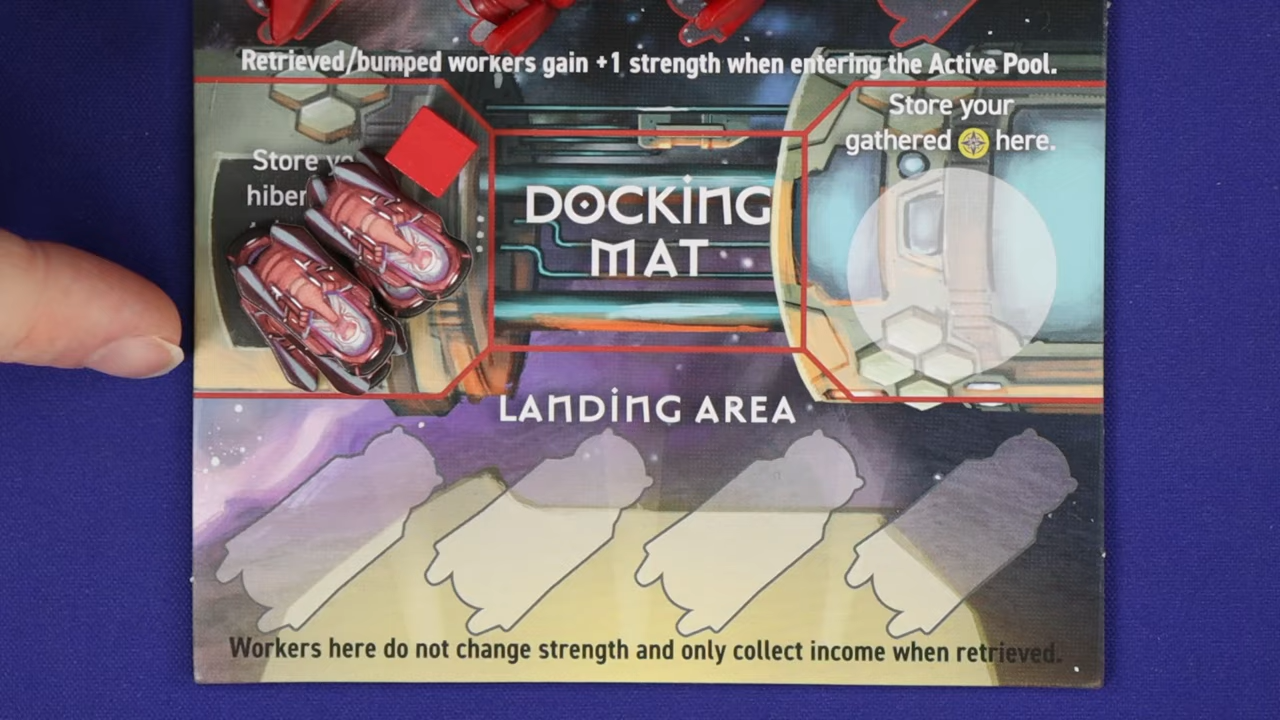 Retrieved/bumped workers gain +1 strength when entering the Active Pool.
Store your
gathered here.
Store
DOCKING
MAT
LANDING AREA
Workers here do not change strength and only collect income when retrieved.